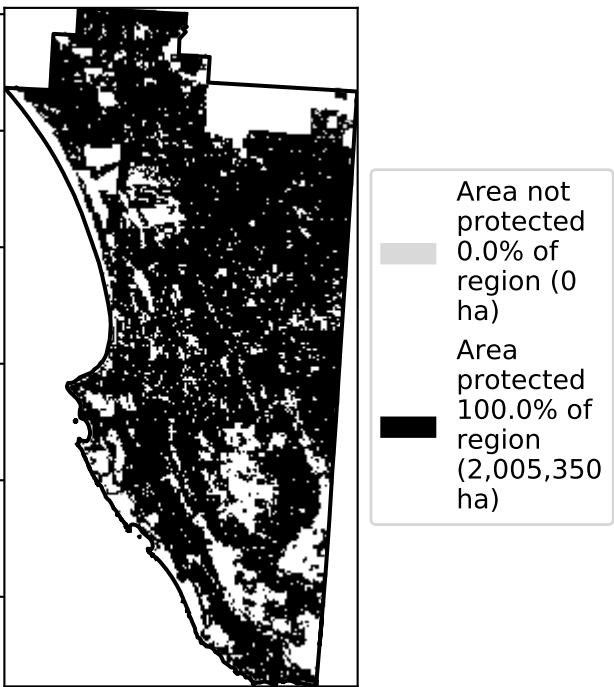 Area not
protected
0.0% of
region (0
ha)
Area
protected
100.0% of
region
(2,005,350
ha)